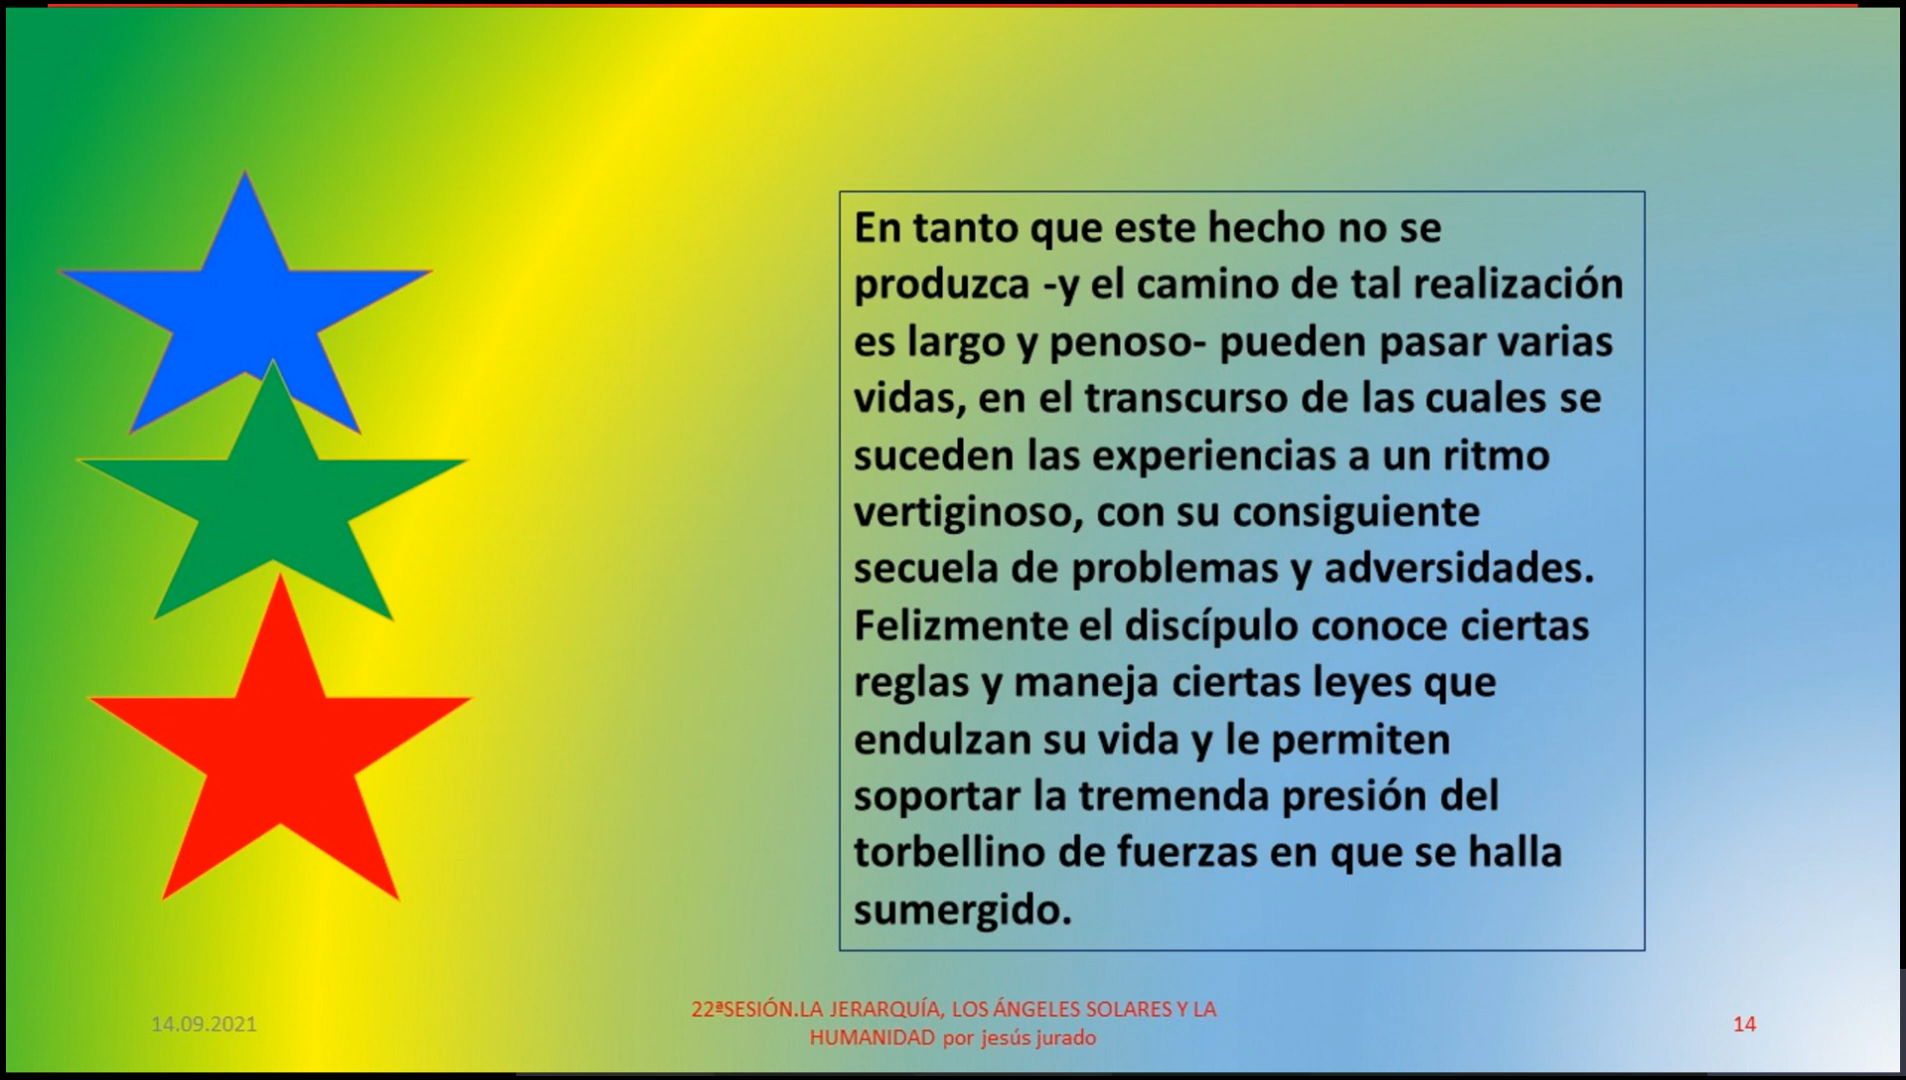 En tanto que este hecho no se
produzca -y el camino de tal realización
es largo y penoso- pueden pasar varias
vidas, en el transcurso de las cuales se
suceden las experiencias a un ritmo
vertiginoso, con su consiguiente
secuela de problemas y adversidades.
Felizmente el discípulo conoce ciertas
reglas y maneja ciertas leyes que
endulzan su vida y le permiten
soportar la tremenda presión del
torbellino de fuerzas en que se halla
sumergido.
14.09.2021
22ªSESIÓN.LA JERARQUÍA, LOS ÁNGELES SOLARES Y LA
HUMANIDAD por jesús jurado
14